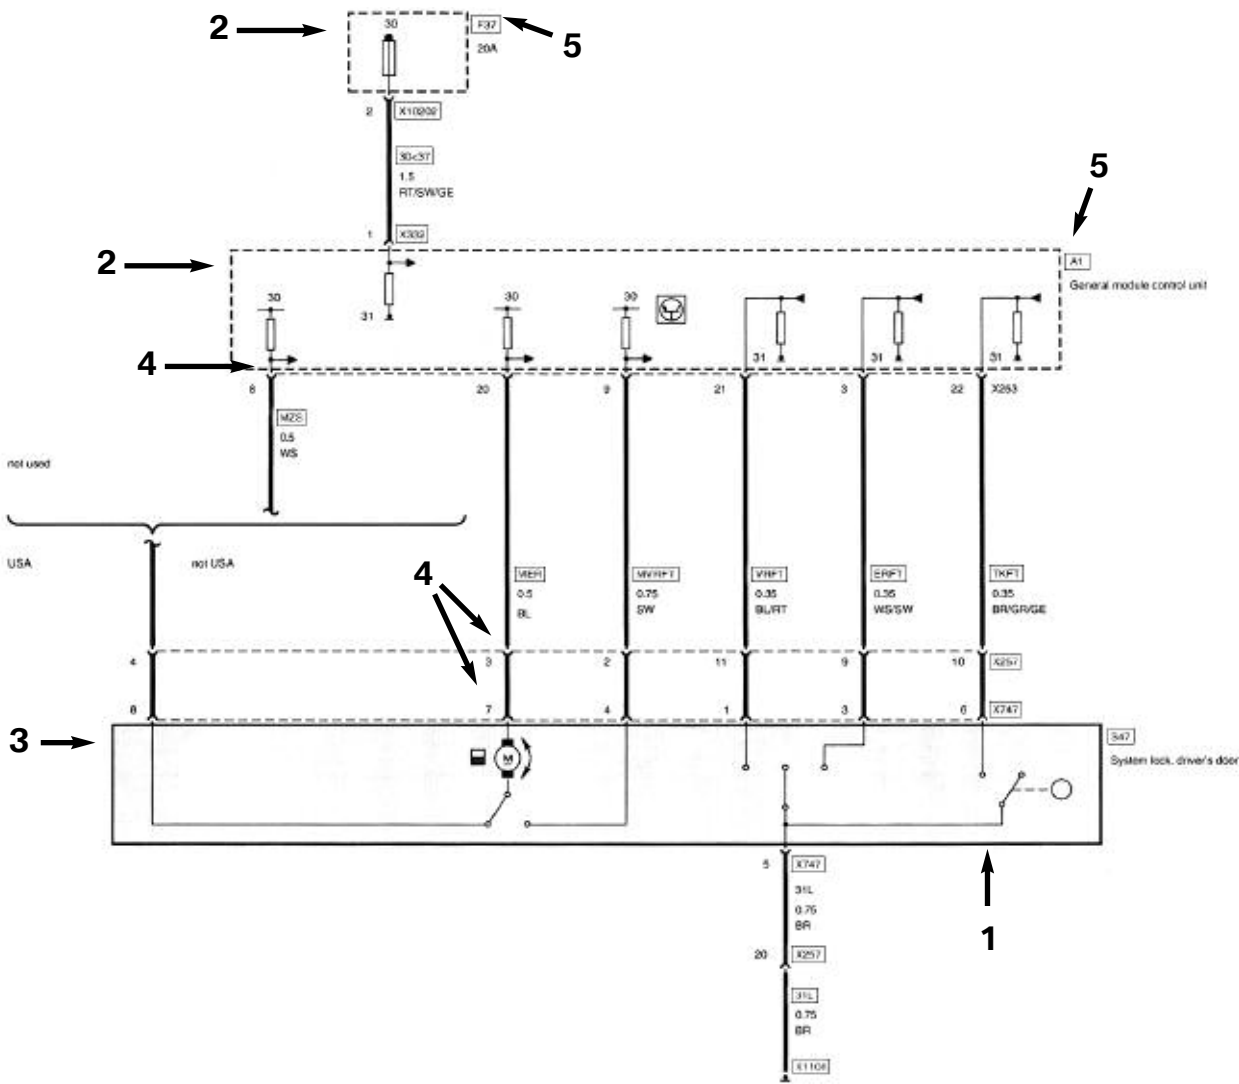 2
30
F37
5
20A
2
X10202
30<37
1.5
RT/SW/GE
5
1
X332
2
A1
General module control unit
30
30
30
31
31
31
31
4
8
20
9
21
3
22
X253
MZS
0.5
WS
not used
USA
not USA
4
MER
MVRFT
VRFT
ERFT
TKFT
0.5
0.75
0.35
0.35
0.35
BL
SW
BL/RT
WS/SW
BR/GR/GE
4
3
2
11
9
10
X257
8
7
4
1
3
6
X747
3
S47
M
System lock, driver's door
5
X747
31L
0.75
BR
1
20
X257
31L
0.75
BR